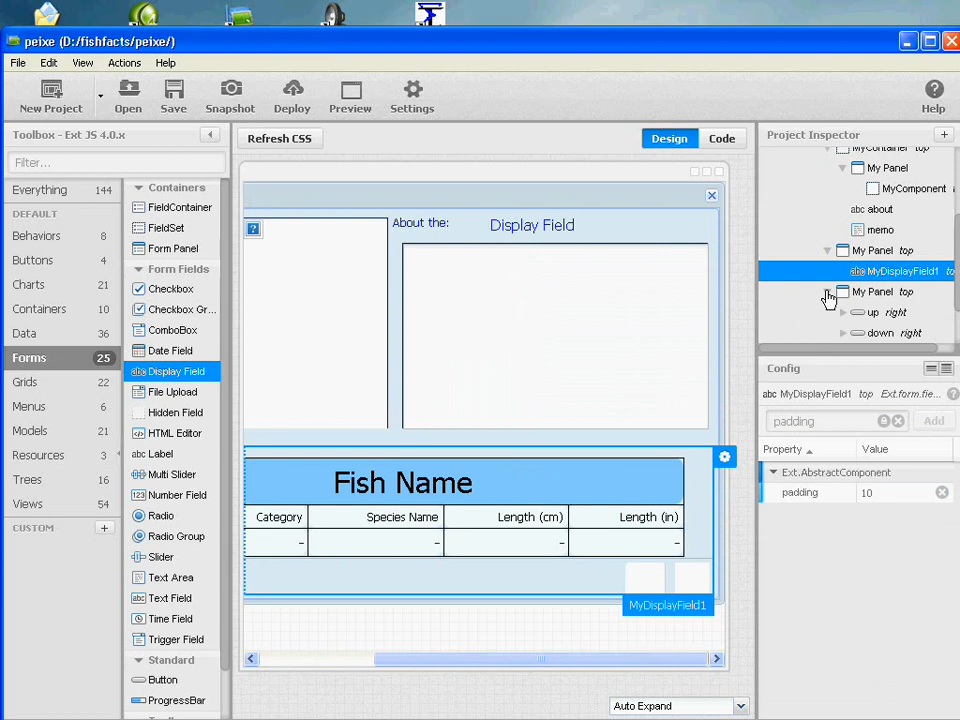 peixe (D:/fishfacts/peixe/)
File Edit View Actions Help
New Project Open Save Snapshot Deploy Preview Settings Help
Toolbox - Ext JS 4.0.x
Filter...
Everything 144
DEFAULT
Behaviors 8
Buttons 4
Charts 21
Containers 10
Data 36
Forms 25
Grids 22
Menus 6
Models 21
Resources 3
Trees 16
Views 54
CUSTOM +
Containers
FieldContainer
FieldSet
Form Panel
Form Fields
Checkbox
Checkbox Gr...
ComboBox
Date Field
abc Display Field
File Upload
Hidden Field
HTML Editor
abc Label
Multi Slider
Number Field
Radio
Radio Group
Slider
Text Area
Text Field
Time Field
Trigger Field
Standard
Button
ProgressBar
Refresh CSS
Design Code
?
About the: Display Field
Fish Name
Category Species Name Length (cm) Length (in)
– – – –
MyDisplayField1
Auto Expand
Project Inspector +
MyContainer top
My Panel
MyComponent
abc about
memo
My Panel top
abc MyDisplayField1 to
My Panel top
up right
down right
Config
abc MyDisplayField1 top Ext.form.fie... ?
padding Add
Property Value
Ext.AbstractComponent
padding 10